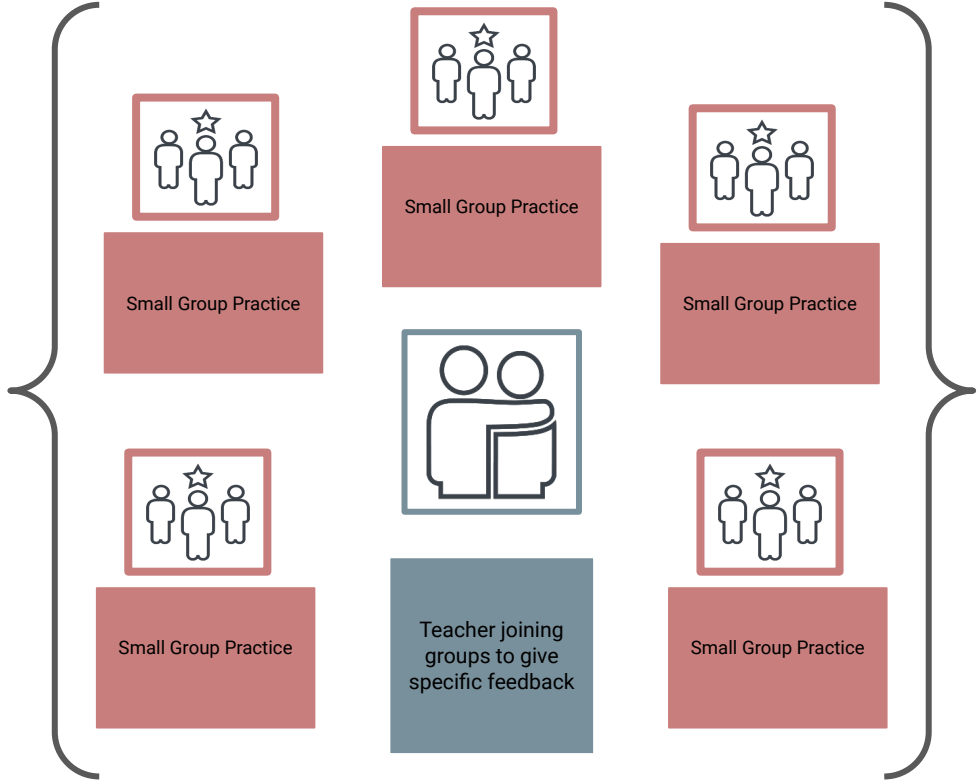 Small Group Practice
Small Group Practice
Small Group Practice
Small Group Practice
Teacher joining
groups to give
specific feedback
Small Group Practice